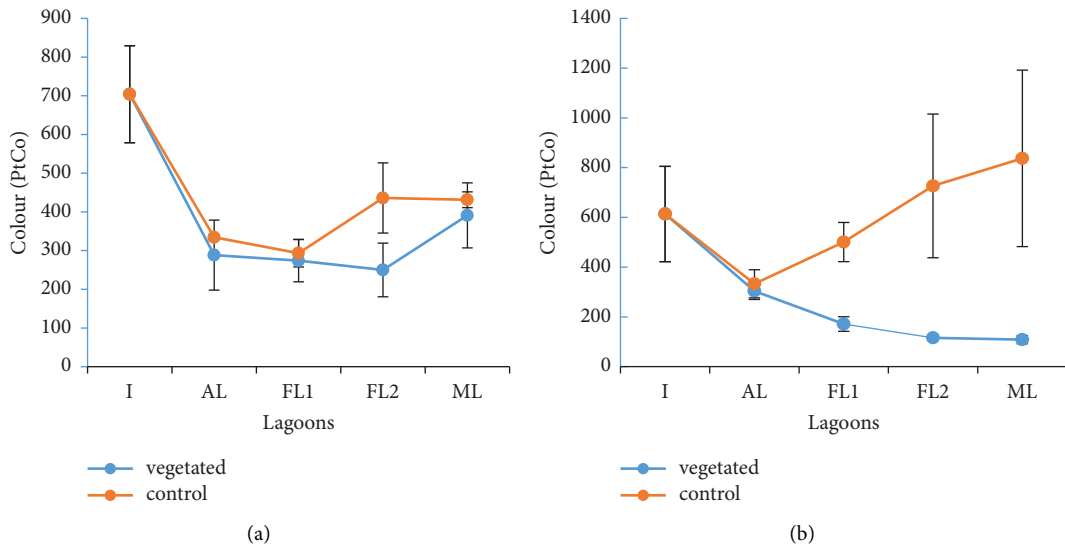 900
800
700
600
500
400
300
200
100
0
Colour (PtCo)
I AL FL1 FL2 ML
Lagoons
vegetated
control
(a)
1400
1200
1000
800
600
400
200
0
Colour (PtCo)
I AL FL1 FL2 ML
Lagoons
vegetated
control
(b)